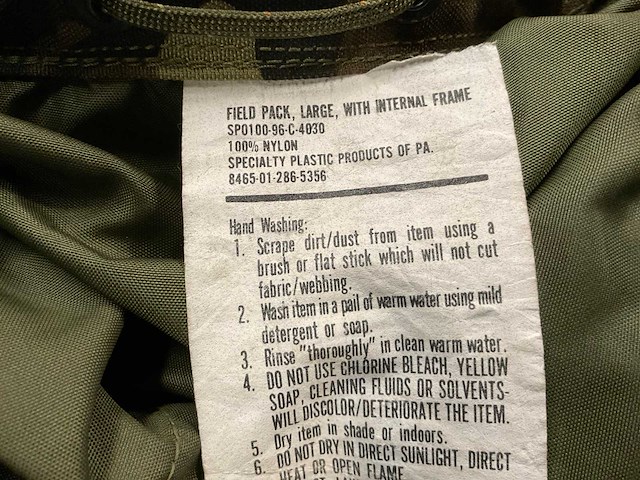 FIELD PACK, LARGE, WITH INTERNAL FRAME
SPO100-96-C-4030
100% NYLON
SPECIALTY PLASTIC PRODUCTS OF PA.
8465-01-286-5356
Hand Washing:
1. Scrape dirt/dust from item using a
brush or flat stick which will not cut
fabric/webbing.
2. Wash item in a pail of warm water using mild
detergent or soap.
3. Rinse "thoroughly" in clean warm water.
4. DO NOT USE CHLORINE BLEACH, YELLOW
SOAP, CLEANING FLUIDS OR SOLVENTS-
WILL DISCOLOR/DETERIORATE THE ITEM.
5. Dry item in shade or indoors.
6. DO NOT DRY IN DIRECT SUNLIGHT, DIRECT
HEAT OR OPEN FLAME